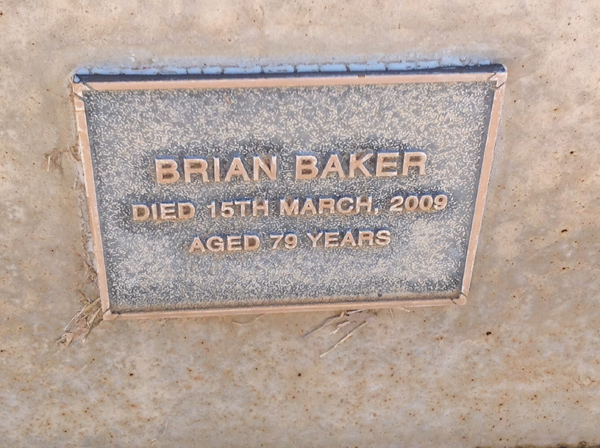 BRIAN BAKER
DIED 15TH MARCH, 2009
AGED 79 YEARS